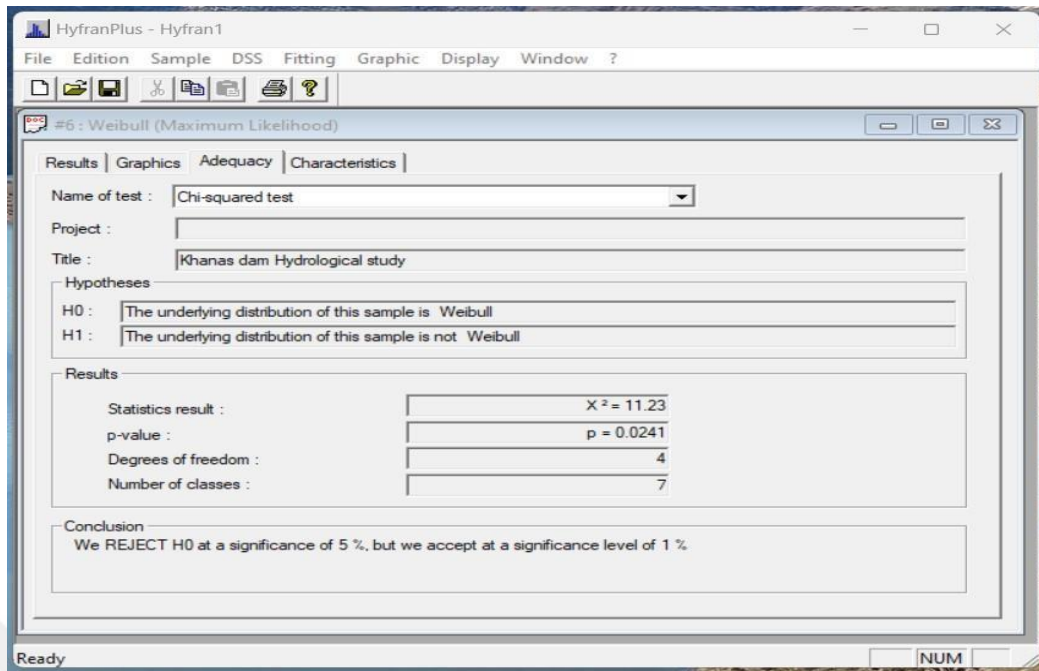 HyfranPlus - Hyfran1
File Edition Sample DSS Fitting Graphic Display Window ?
#6 : Weibull (Maximum Likelihood)
Results Graphics Adequacy Characteristics
Name of test : Chi-squared test
Project :
Title : Khanas dam Hydrological study
Hypotheses
H0 : The underlying distribution of this sample is Weibull
H1 : The underlying distribution of this sample is not Weibull
Results
Statistics result : X² = 11.23
p-value : p = 0.0241
Degrees of freedom : 4
Number of classes : 7
Conclusion
We REJECT H0 at a significance of 5 %, but we accept at a significance level of 1 %
Ready NUM